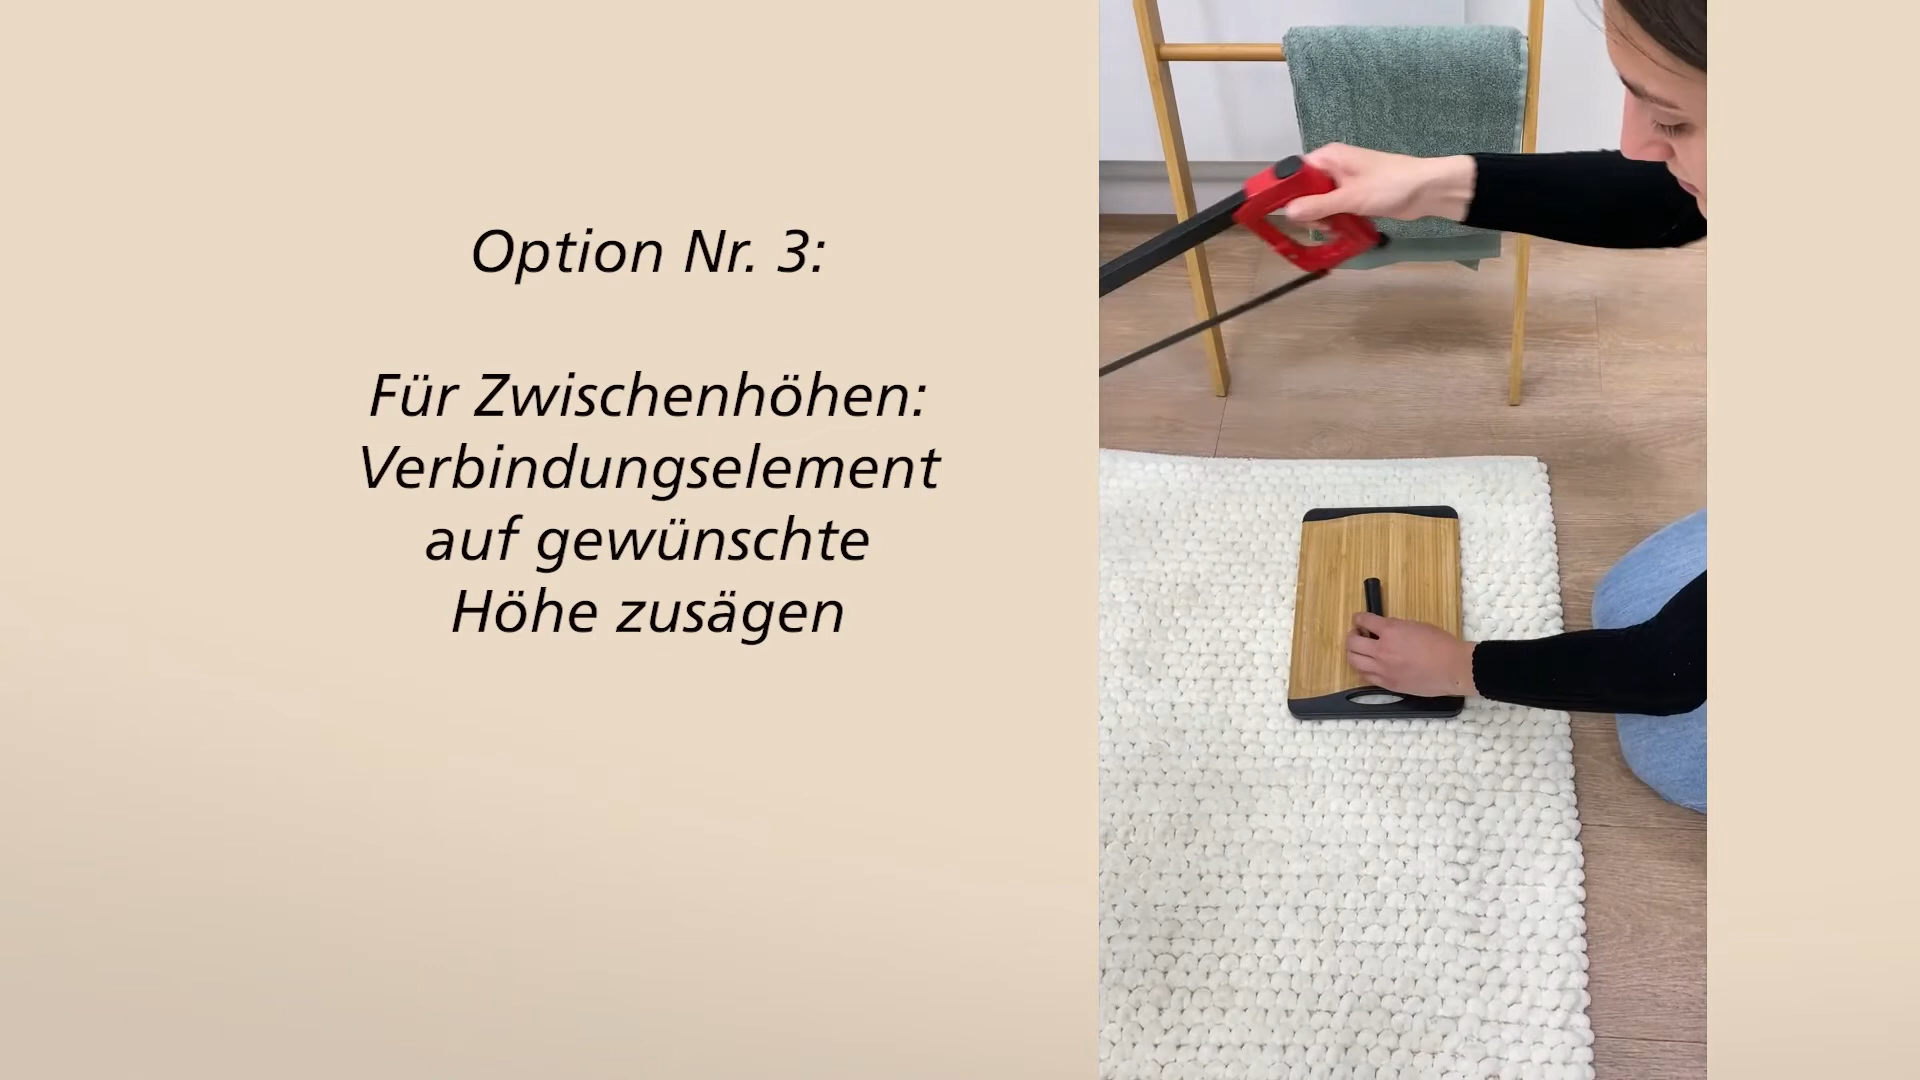 Option Nr. 3:
Für Zwischenhöhen:
Verbindungselement
auf gewünschte
Höhe zusägen